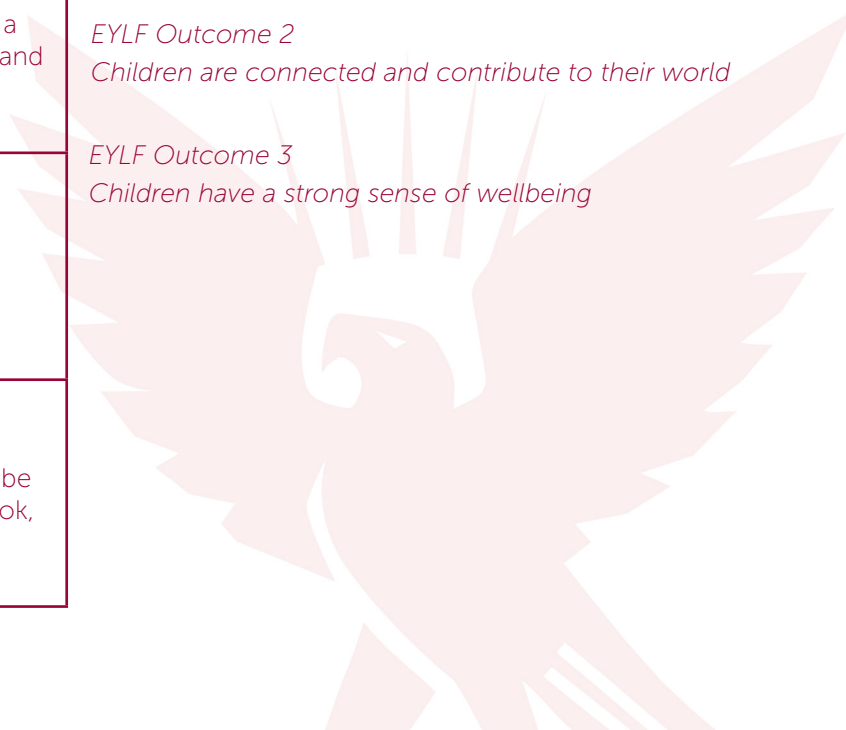 a
and
be
ok,
EYLF Outcome 2
Children are connected and contribute to their world
EYLF Outcome 3
Children have a strong sense of wellbeing